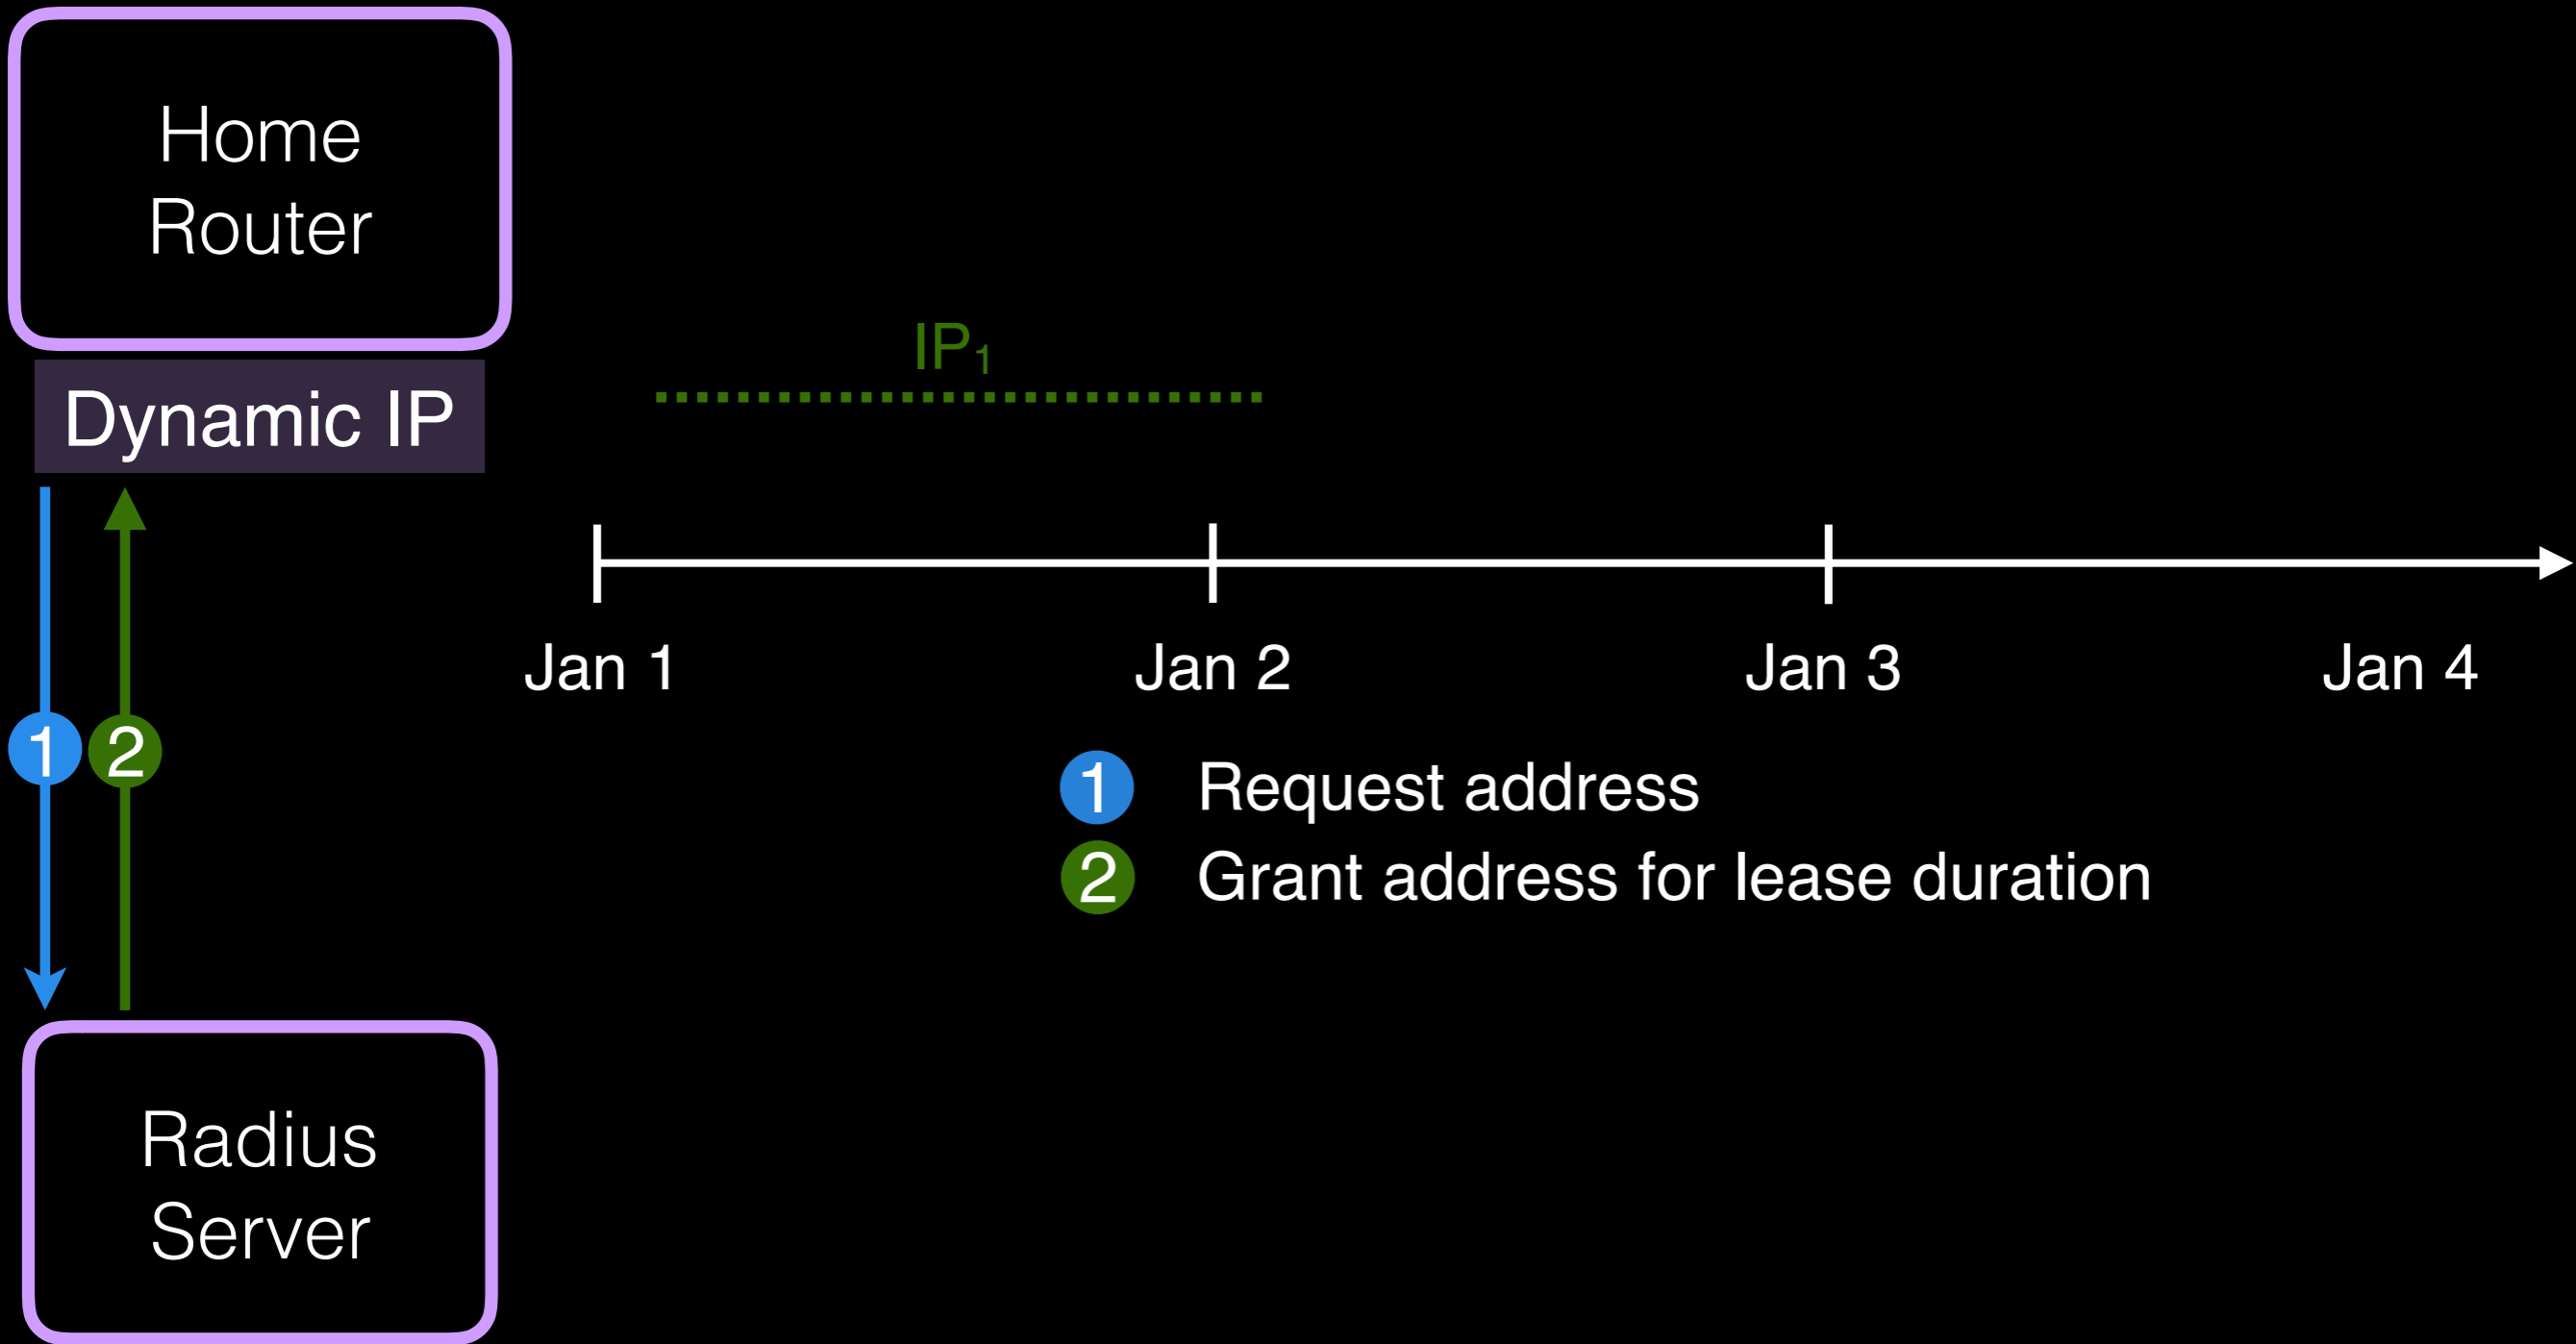 Home
Router
Dynamic IP
IP₁
Jan 1
Jan 2
Jan 3
Jan 4
1
2
1 Request address
2 Grant address for lease duration
Radius
Server